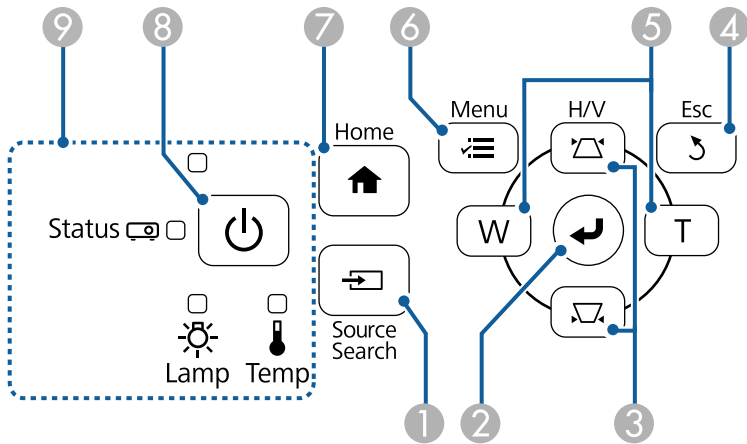 9 8 7 6 5 4
Menu H/V Esc
Home
Status
W T
Source
Search
Lamp Temp
1 2 3